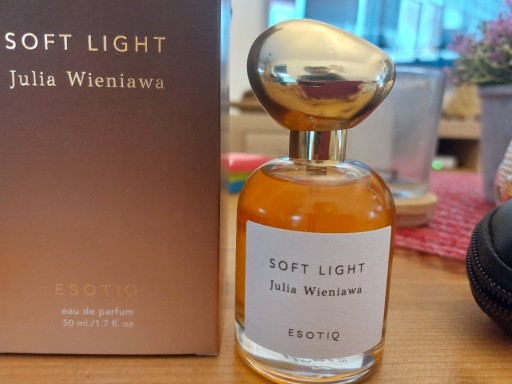 SOFT LIGHT
Julia Wieniawa
ESOTIQ
eau de parfum
50 ml./1.7 fl. oz
SOFT LIGHT
Julia Wieniawa
ESOTIQ